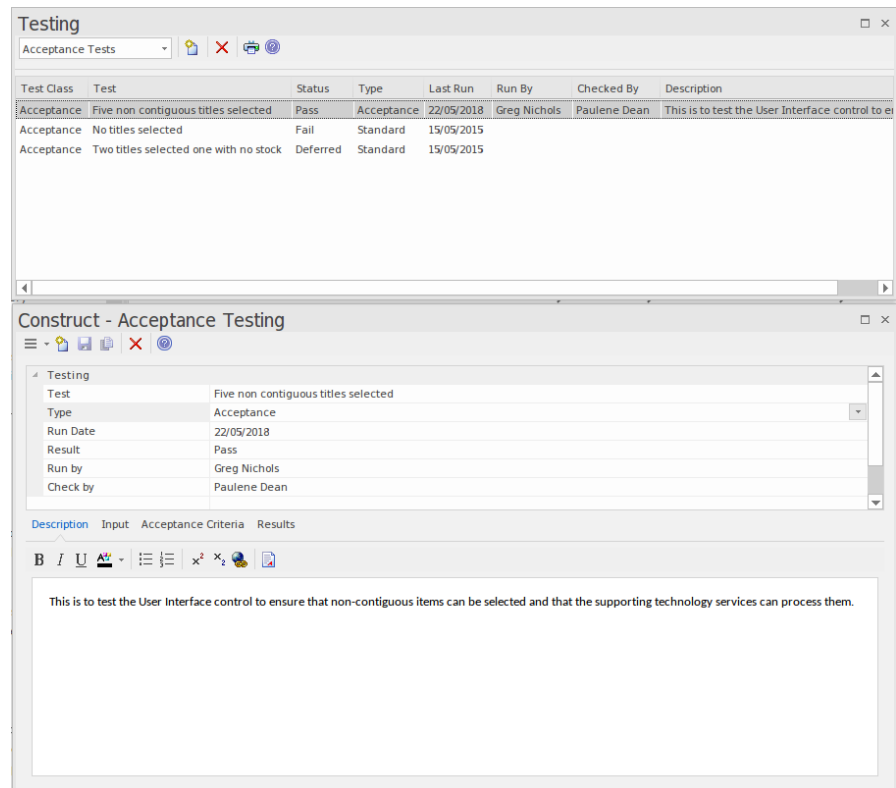 Testing
Acceptance Tests
Test Class Test Status Type Last Run Run By Checked By Description
Acceptance Five non contiguous titles selected Pass Acceptance 22/05/2018 Greg Nichols Paulene Dean This is to test the User Interface control to
Acceptance No titles selected Fail Standard 15/05/2015
Acceptance Two titles selected one with no stock Deferred Standard 15/05/2015
Construct - Acceptance Testing
Testing
Test Five non contiguous titles selected
Type Acceptance
Run Date 22/05/2018
Result Pass
Run by Greg Nichols
Check by Paulene Dean
Description Input Acceptance Criteria Results
B I U A x² x₂
This is to test the User Interface control to ensure that non-contiguous items can be selected and that the supporting technology services can process them.